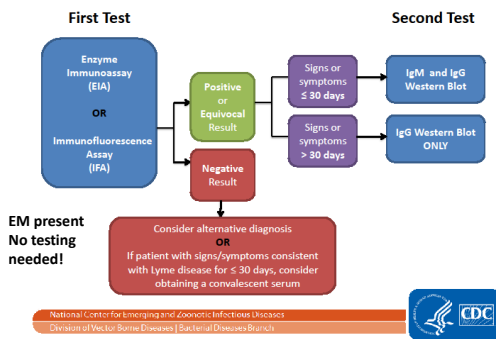 First Test
Second Test
Enzyme
Immunoassay
(EIA)
OR
Immunofluorescence
Assay
(IFA)
Positive
or
Equivocal
Result
Negative
Result
Signs or
symptoms
≤ 30 days
Signs or
symptoms
> 30 days
IgM and IgG
Western Blot
IgG Western Blot
ONLY
EM present
No testing
needed!
Consider alternative diagnosis
OR
If patient with signs/symptoms consistent
with Lyme disease for ≤ 30 days, consider
obtaining a convalescent serum
National Center for Emerging and Zoonotic Infectious Diseases
Division of Vector Borne Diseases | Bacterial Diseases Branch
CDC